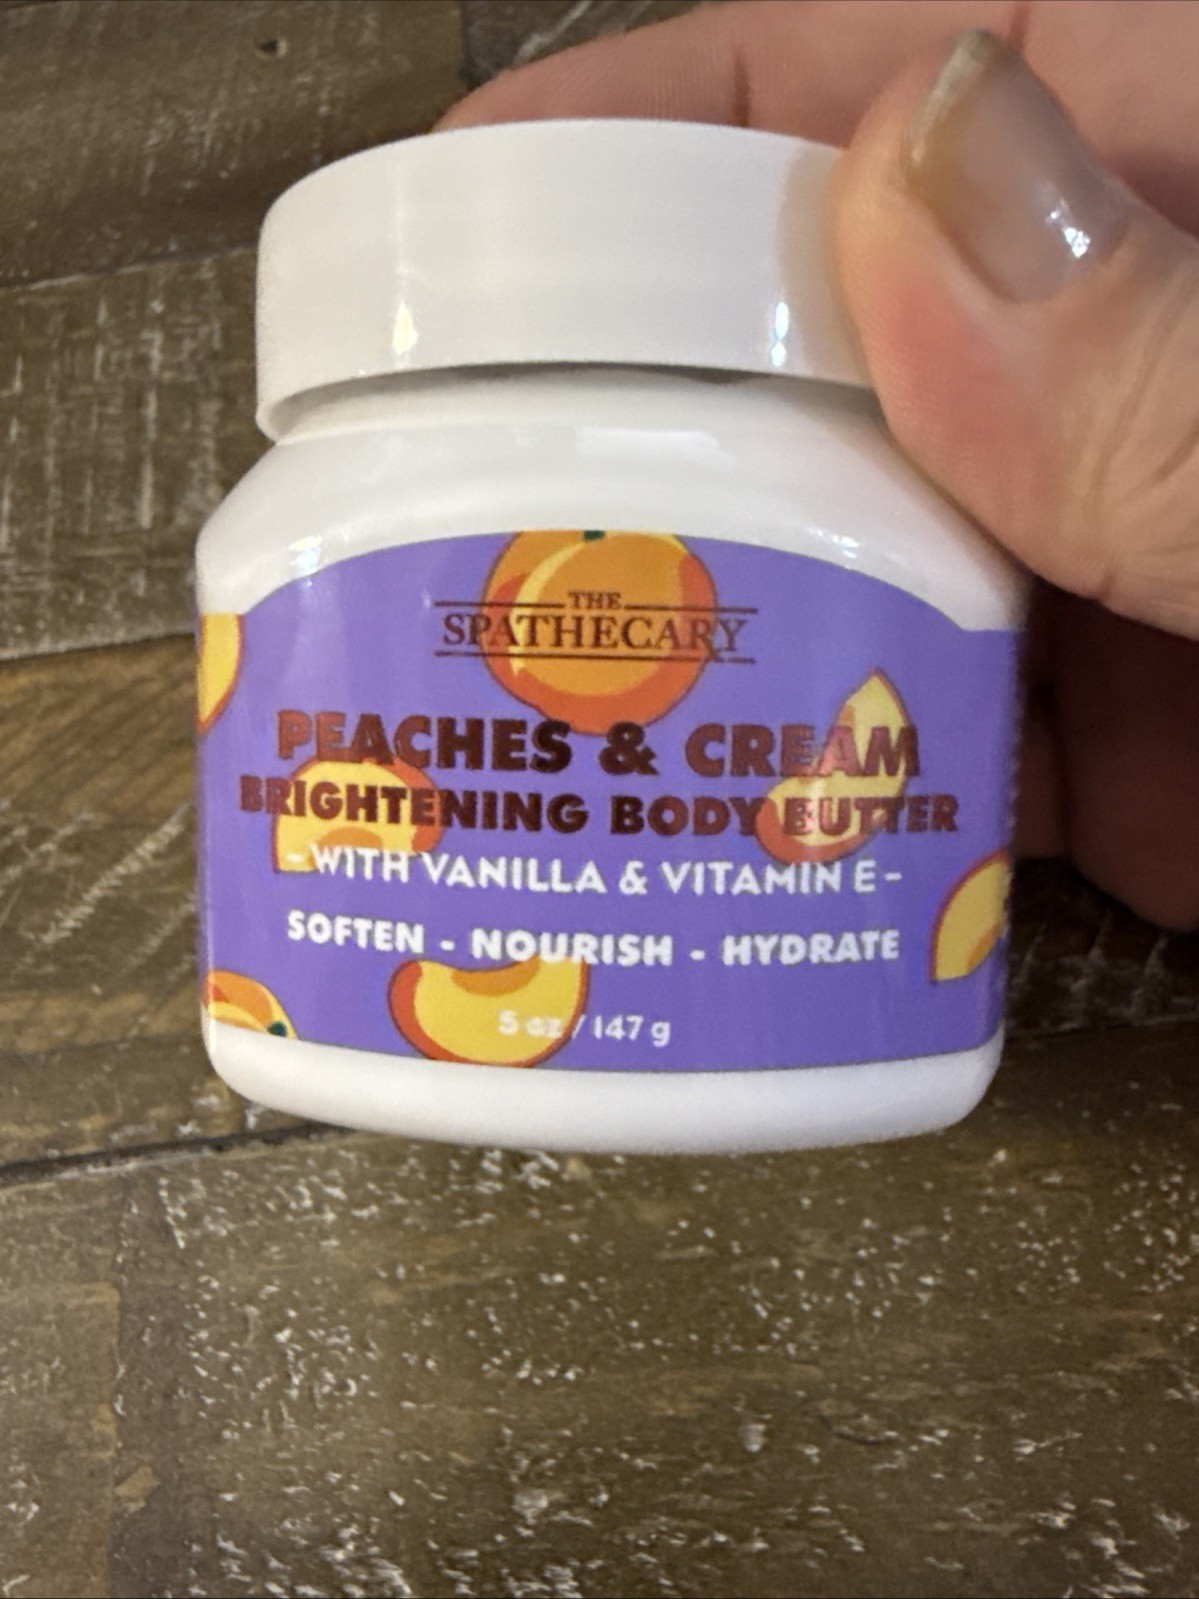 THE
SPATHECARY
PEACHES & CREAM
BRIGHTENING BODY BUTTER
- WITH VANILLA & VITAMIN E -
SOFTEN - NOURISH - HYDRATE
5 oz / 147 g